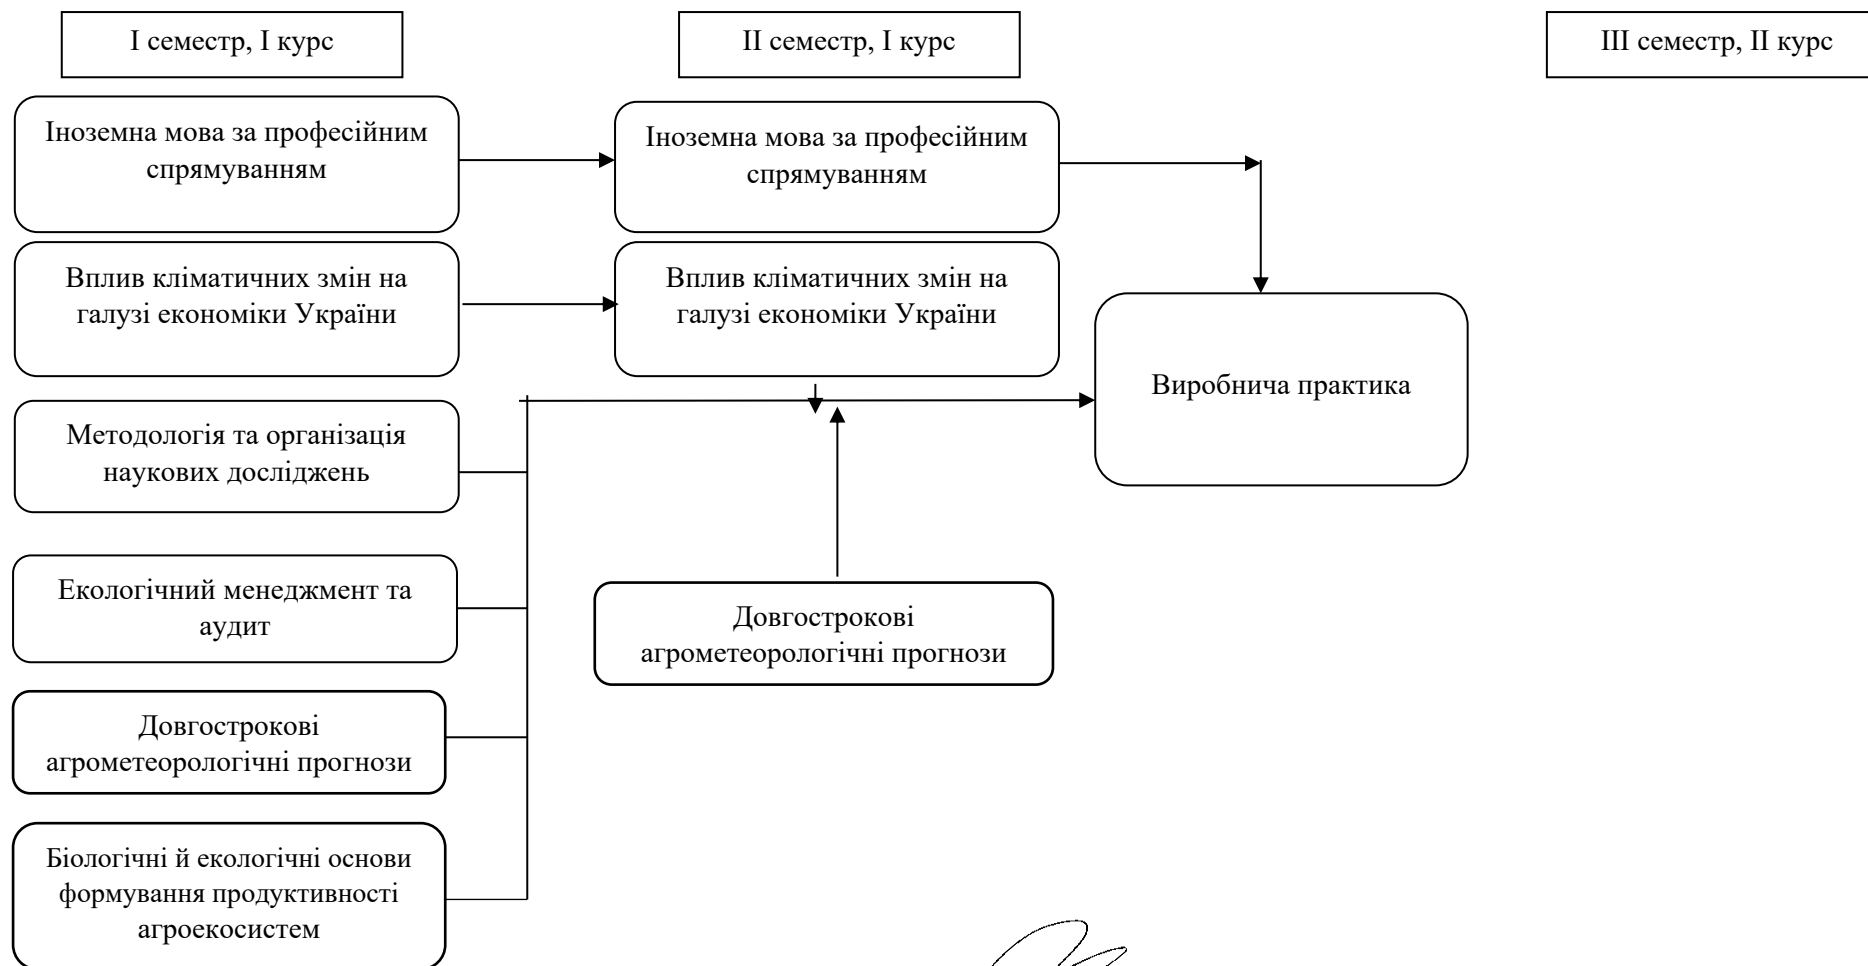 І семестр, І курс
ІІ семестр, І курс
ІІІ семестр, ІІ курс
Іноземна мова за професійним
спрямуванням
Іноземна мова за професійним
спрямуванням
Вплив кліматичних змін на
галузі економіки України
Вплив кліматичних змін на
галузі економіки України
Виробнича практика
Методологія та організація
наукових досліджень
Екологічний менеджмент та
аудит
Довгострокові
агрометеорологічні прогнози
Довгострокові
агрометеорологічні прогнози
Біологічні й екологічні основи
формування продуктивності
агроекосистем